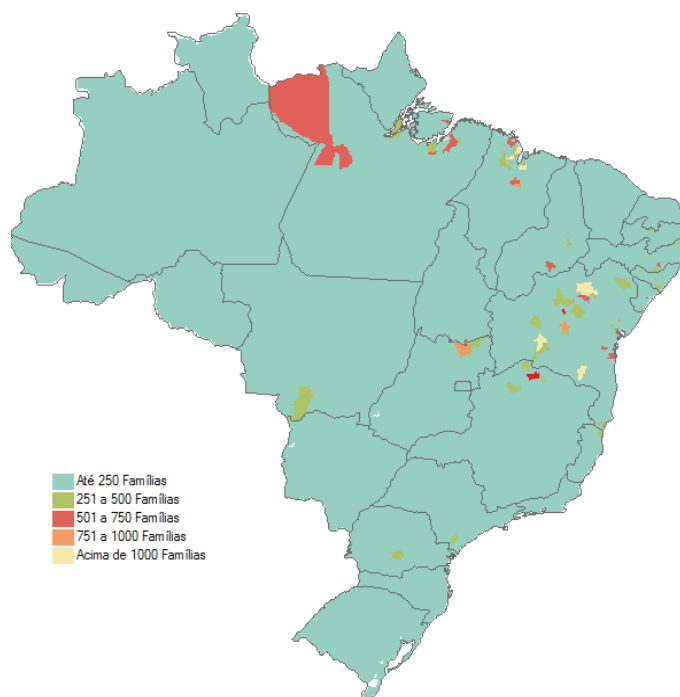 Até 250 Famílias
251 a 500 Famílias
501 a 750 Famílias
751 a 1000 Famílias
Acima de 1000 Famílias